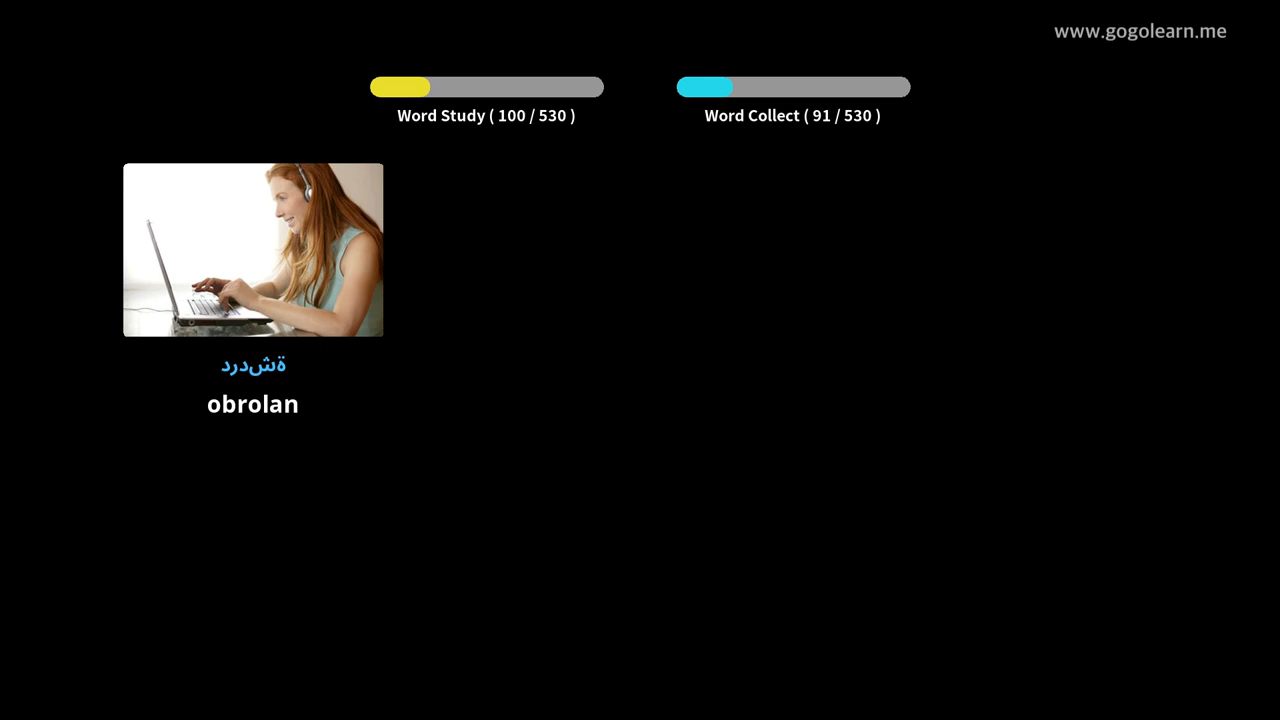 www.gogolearn.me
Word Study ( 100 / 530 )
Word Collect ( 91 / 530 )
ةشدرد
obrolan